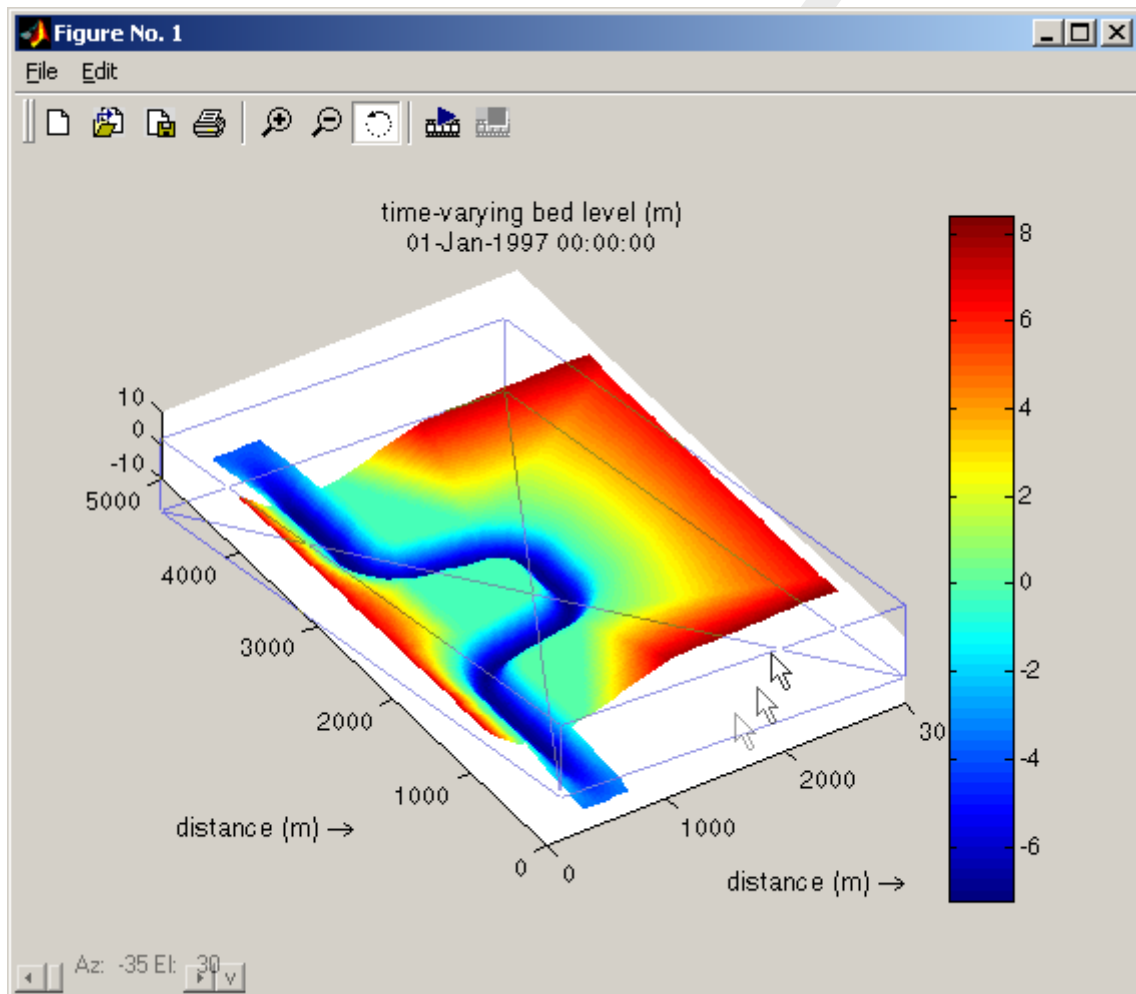 Figure No. 1
File Edit
time-varying bed level (m)
01-Jan-1997 00:00:00
8
6
4
2
0
-2
-4
-6
10
0
-10
5000
4000
3000
2000
1000
0
distance (m) →
0
1000
2000
30
distance (m) →
Az: -35 El: 30
V